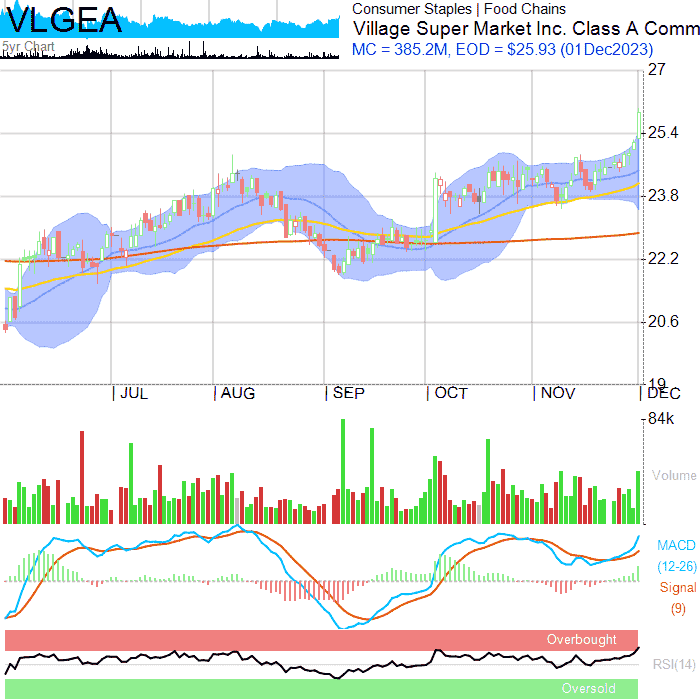 VLGEA
5yr Chart
Consumer Staples | Food Chains
Village Super Market Inc. Class A Comm
MC = 385.2M, EOD = $25.93 (01Dec2023)
27
25.4
23.8
22.2
20.6
19
JUL AUG SEP OCT NOV DEC
84k
Volume
MACD
(12-26)
Signal
(9)
Overbought
RSI(14)
Oversold